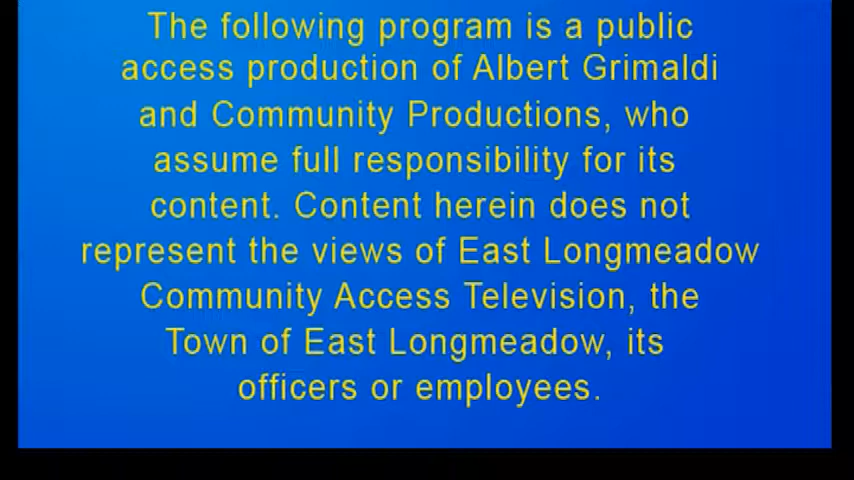 The following program is a public
access production of Albert Grimaldi
and Community Productions, who
assume full responsibility for its
content. Content herein does not
represent the views of East Longmeadow
Community Access Television, the
Town of East Longmeadow, its
officers or employees.